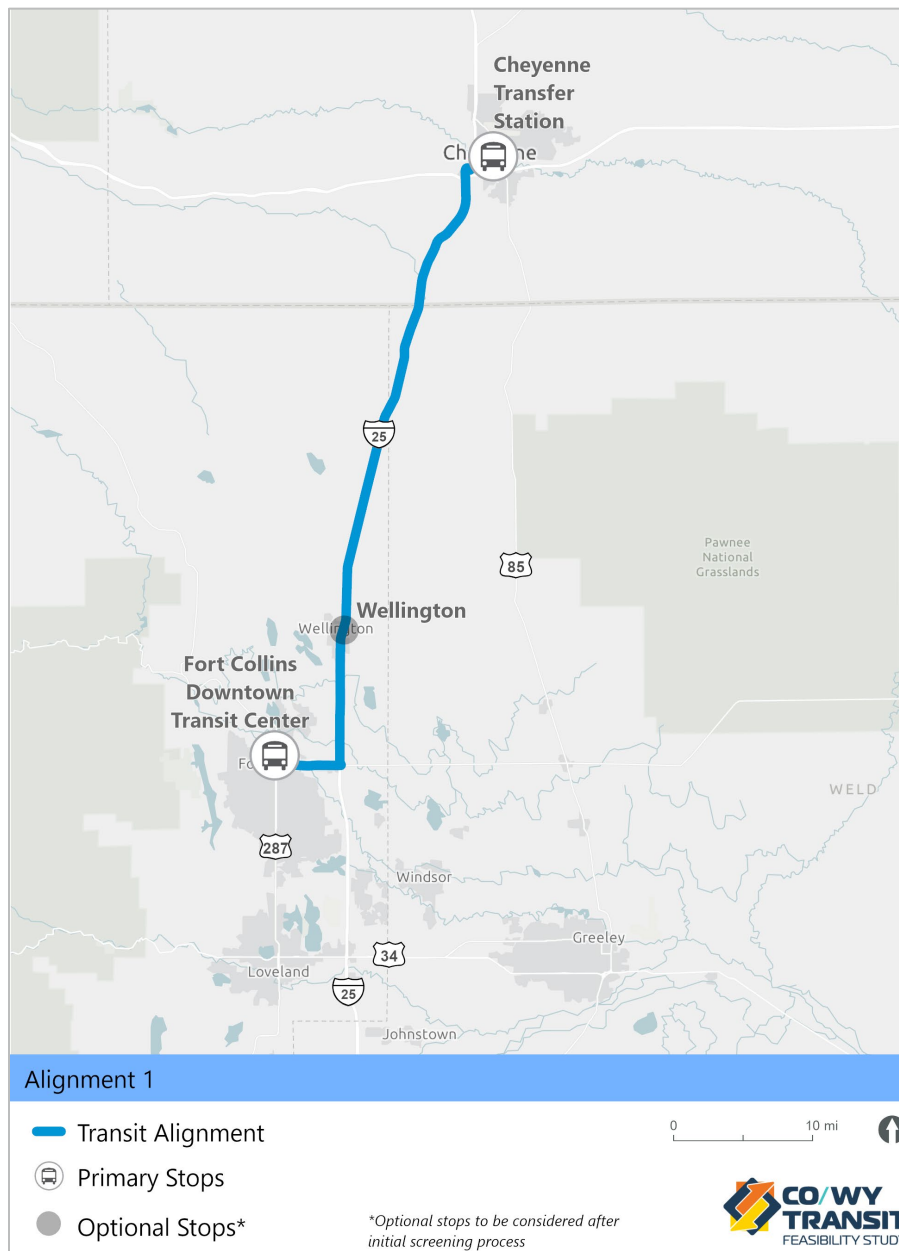 Cheyenne
Transfer
Station
25
Pawnee
National
Grasslands
85
Wellington
Wellington
Fort Collins
Downtown
Transit Center
WELD
287
Windsor
Greeley
34
Loveland
25
Johnstown
Alignment 1
Transit Alignment
0 10 mi
Primary Stops
Optional Stops*
*Optional stops to be considered after
initial screening process
CO/WY
TRANSIT
FEASIBILITY STUDY